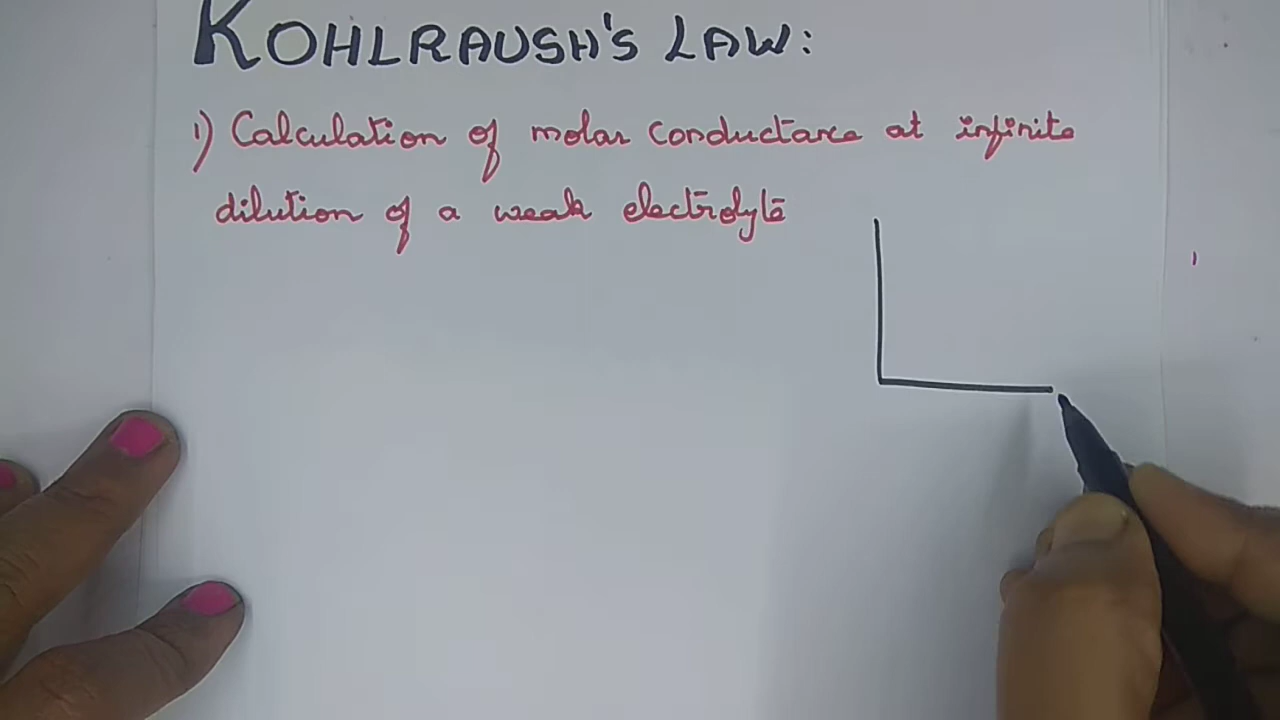 KOHLRAUSH'S LAW:
1) Calculation of molar conductance at infinite
dilution of a weak electrolyte